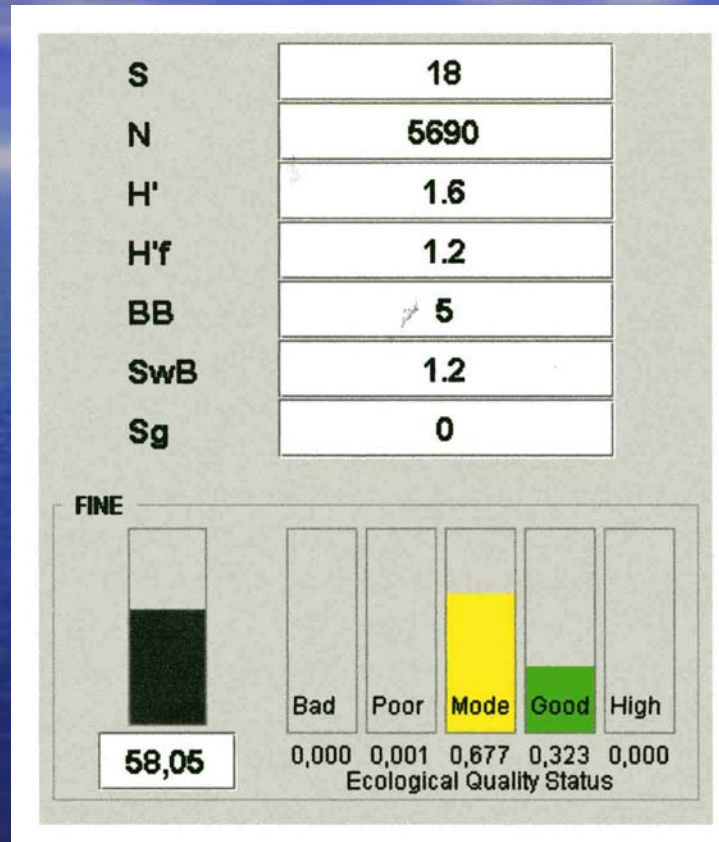 S 18
N 5690
H' 1.6
H'f 1.2
BB 5
SwB 1.2
Sg 0
FINE
Bad Poor Mode Good High
58,05 0,000 0,001 0,677 0,323 0,000
Ecological Quality Status